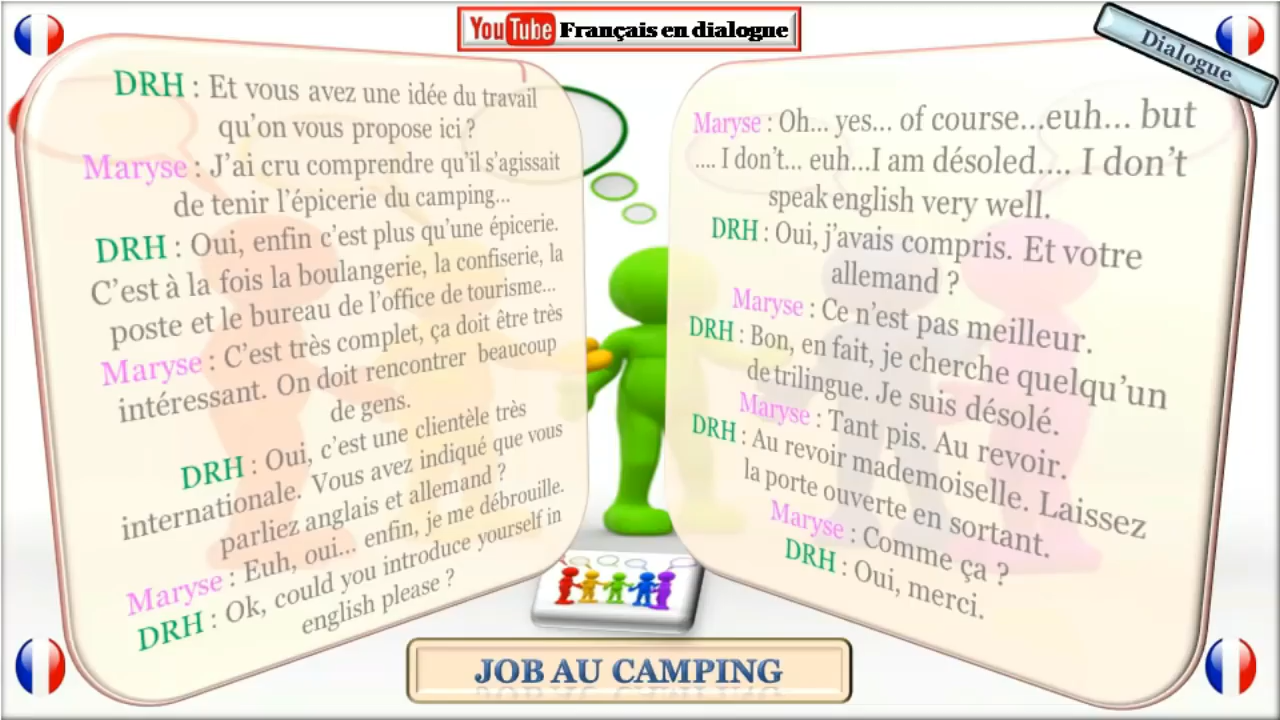 YouTube Français en dialogue
Dialogue
DRH : Et vous avez une idée du travail
qu'on vous propose ici ?
Maryse : J'ai cru comprendre qu'il s'agissait
de tenir l'épicerie du camping...
DRH : Oui, enfin c'est plus qu'une épicerie.
C'est à la fois la boulangerie, la confiserie, la
poste et le bureau de l'office de tourisme...
Maryse : C'est très complet, ça doit être très
intéressant. On doit rencontrer beaucoup
de gens.
DRH : Oui, c'est une clientèle très
internationale. Vous avez indiqué que vous
parliez anglais et allemand ?
Maryse : Euh, oui... enfin, je me débrouille.
DRH : Ok, could you introduce yourself in
english please ?
Maryse : Oh... yes... of course...euh... but
.... I don't... euh...I am désoled.... I don't
speak english very well.
DRH : Oui, j'avais compris. Et votre
allemand ?
Maryse : Ce n'est pas meilleur.
DRH : Bon, en fait, je cherche quelqu'un
de trilingue. Je suis désolé.
Maryse : Tant pis. Au revoir.
DRH : Au revoir mademoiselle. Laissez
la porte ouverte en sortant.
Maryse : Comme ça ?
DRH : Oui, merci.
JOB AU CAMPING